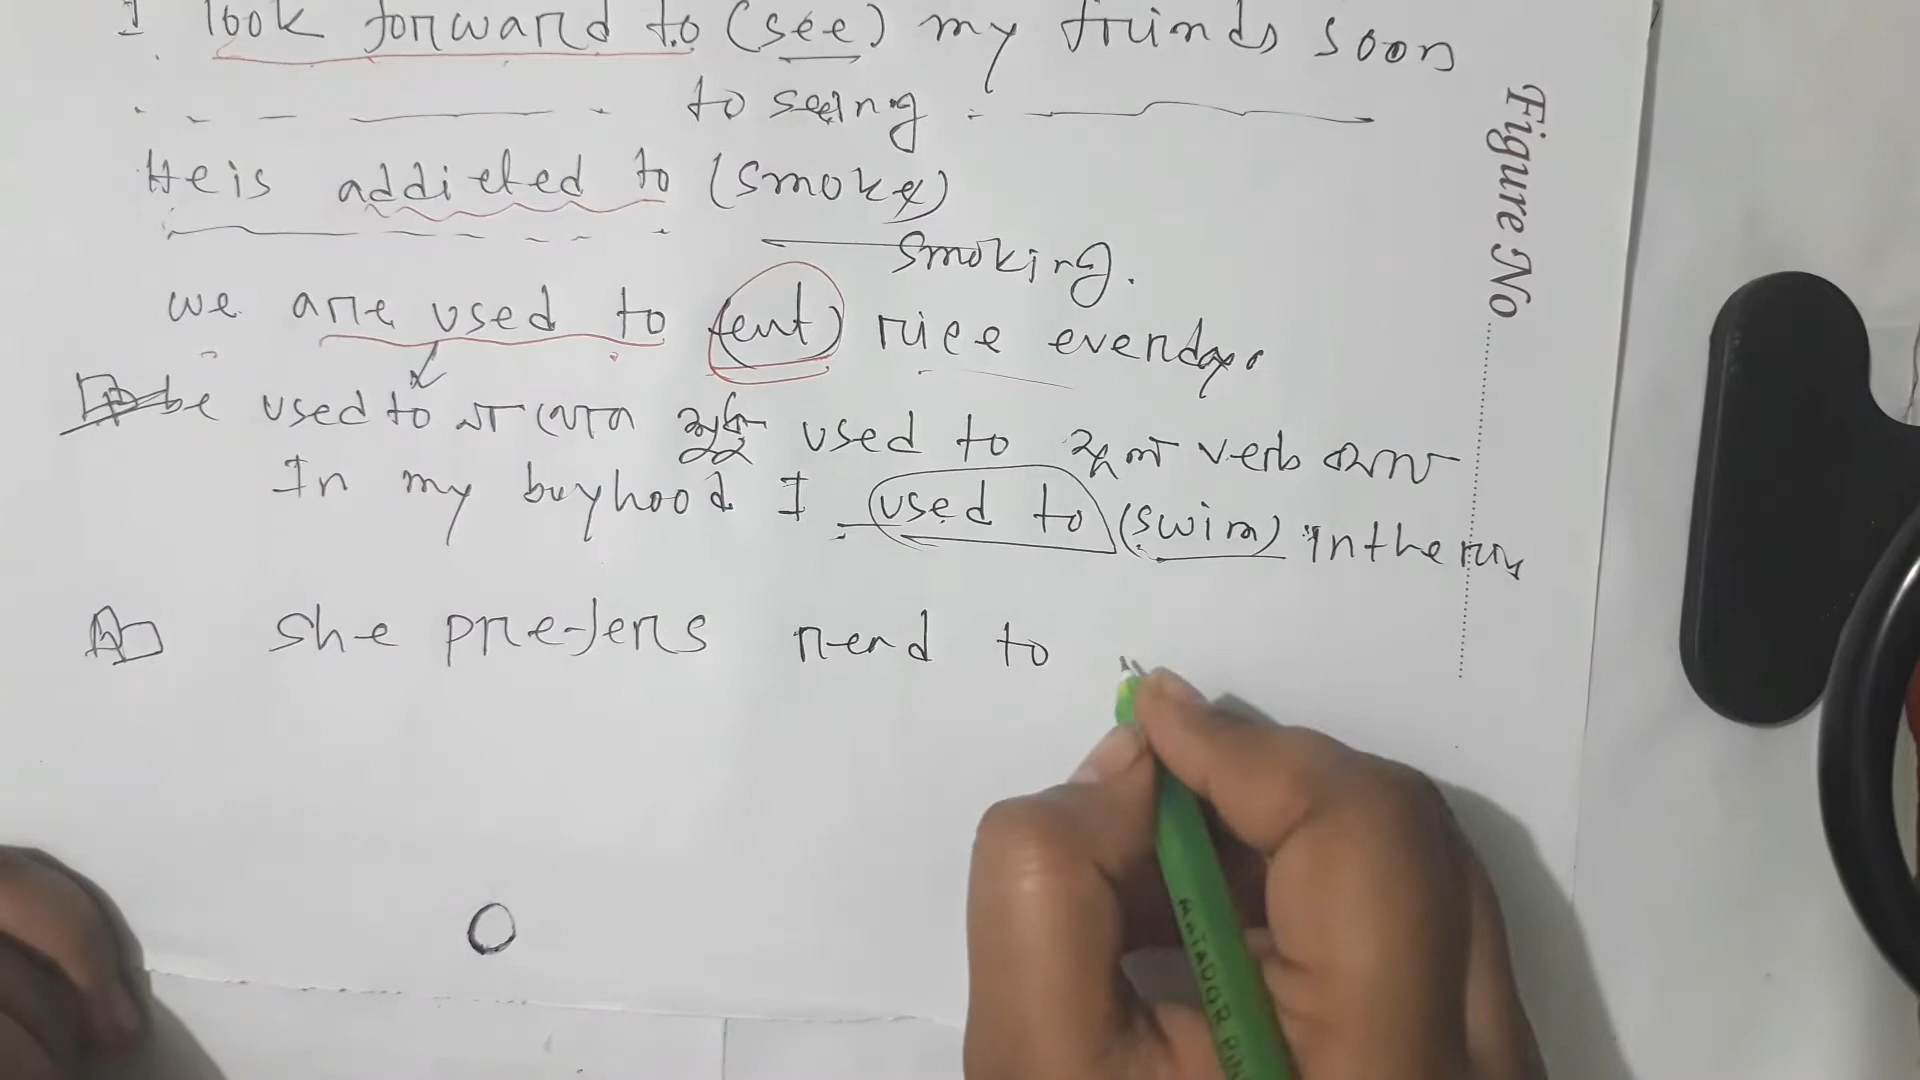 I look forward to (see) my friends soon
to seeing
He is addicted to (smoke)
smoking.
we are used to (eat) rice everyday.
be used to না থেকে শুধু used to থাকলে verb
In my boyhood I used to (swim) in the
She prefers read to
Figure No
MATADOR